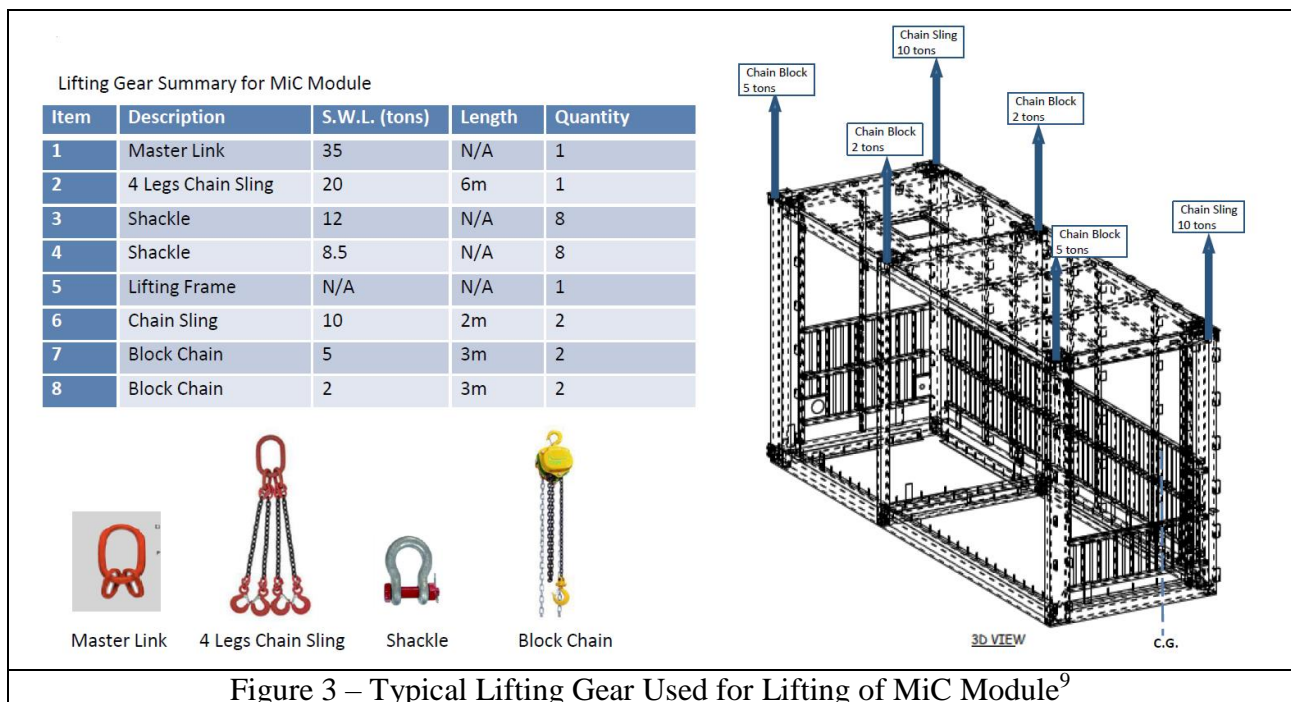 Lifting Gear Summary for MiC Module
Item Description S.W.L. (tons) Length Quantity
1 Master Link 35 N/A 1
2 4 Legs Chain Sling 20 6m 1
3 Shackle 12 N/A 8
4 Shackle 8.5 N/A 8
5 Lifting Frame N/A N/A 1
6 Chain Sling 10 2m 2
7 Block Chain 5 3m 2
8 Block Chain 2 3m 2
Master Link 4 Legs Chain Sling Shackle Block Chain
Chain Sling
10 tons
Chain Block
5 tons
Chain Block
2 tons
Chain Block
2 tons
Chain Sling
10 tons
Chain Block
5 tons
3D VIEW
C.G.
Figure 3 – Typical Lifting Gear Used for Lifting of MiC Module⁹